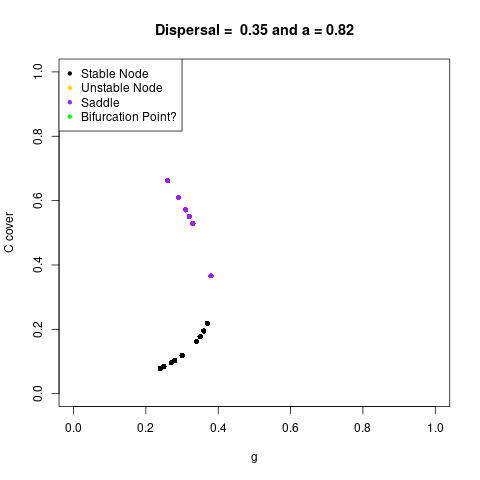 Dispersal =  0.35 and a = 0.82
Stable Node
Unstable Node
Saddle
Bifurcation Point?
1.0
0.8
0.6
0.4
0.2
0.0
C cover
0.0 0.2 0.4 0.6 0.8 1.0
g